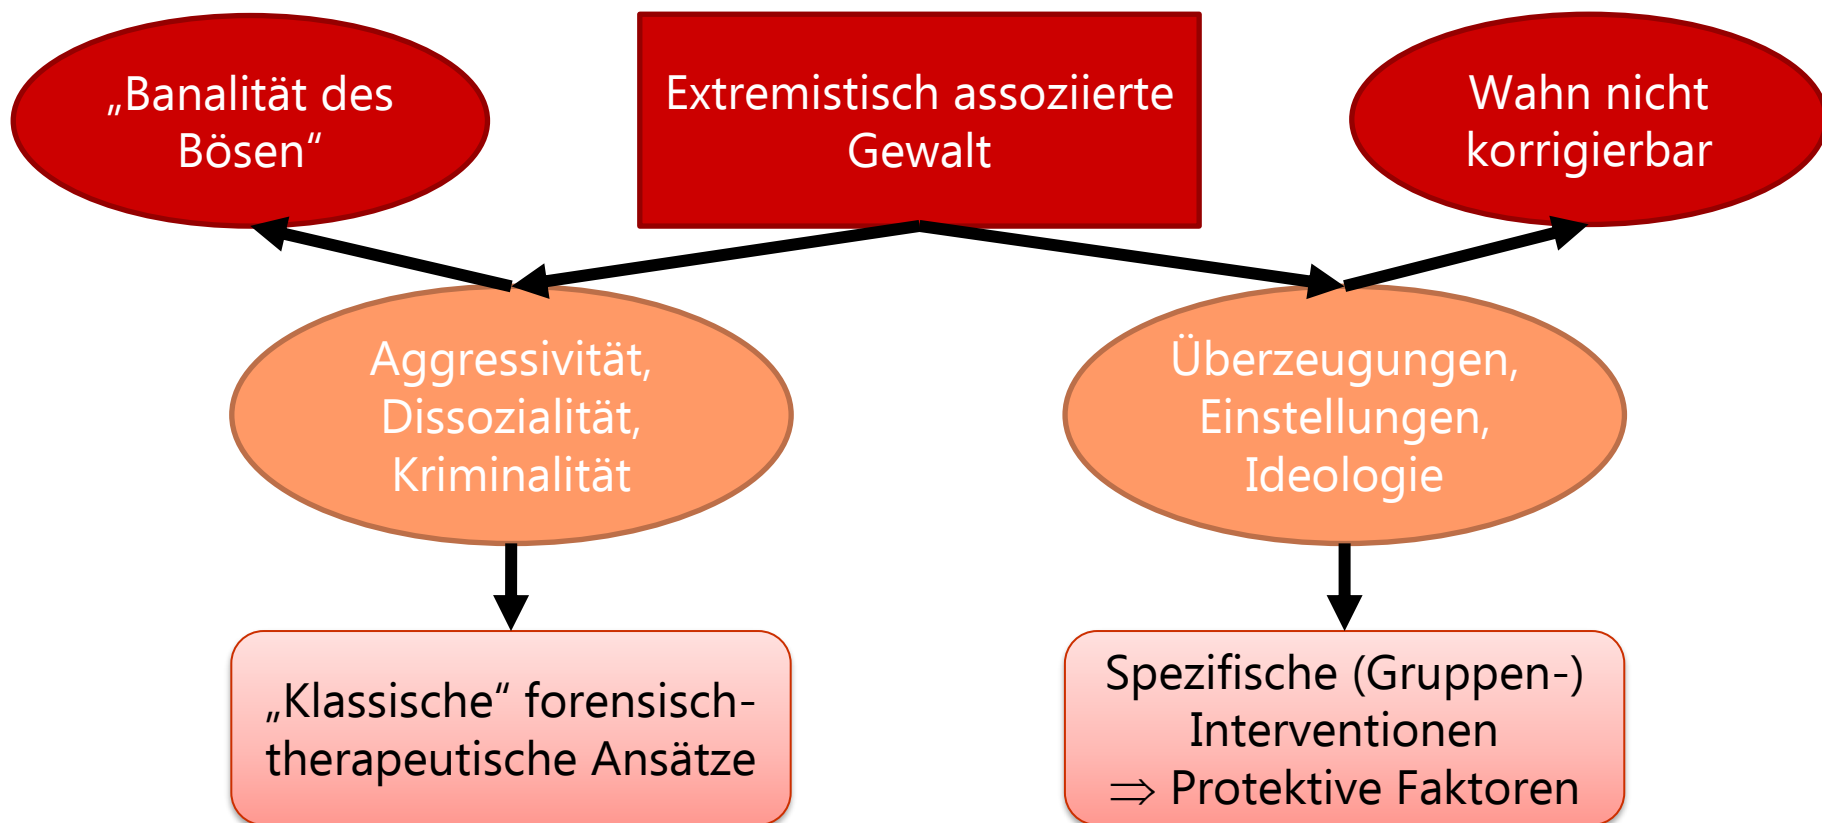 „Banalität des
Bösen“
Extremistisch assoziierte
Gewalt
Wahn nicht
korrigierbar
Aggressivität,
Dissozialität,
Kriminalität
Überzeugungen,
Einstellungen,
Ideologie
„Klassische“ forensisch-
therapeutische Ansätze
Spezifische (Gruppen-)
Interventionen
⇒ Protektive Faktoren